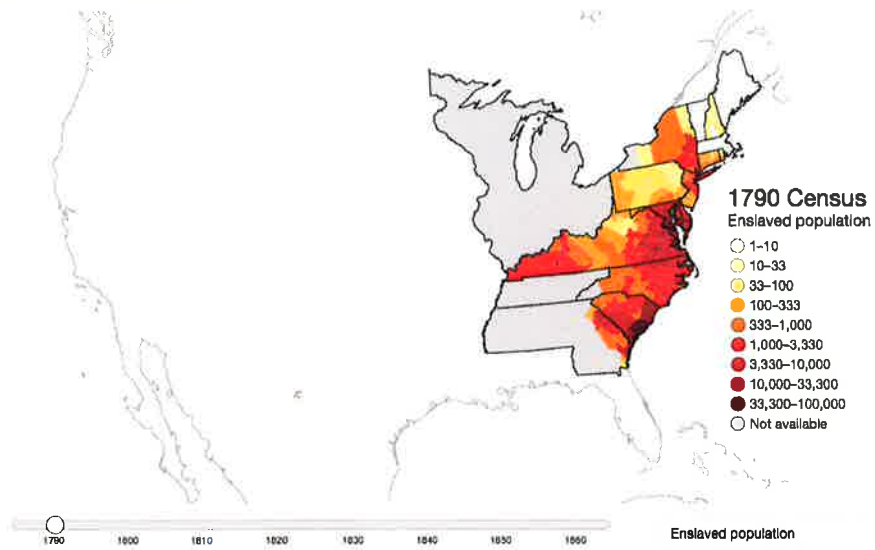 1790 Census
Enslaved population
1–10
10–33
33–100
100–333
333–1,000
1,000–3,330
3,330–10,000
10,000–33,300
33,300–100,000
Not available
1790 1800 1810 1820 1830 1840 1850 1860
Enslaved population